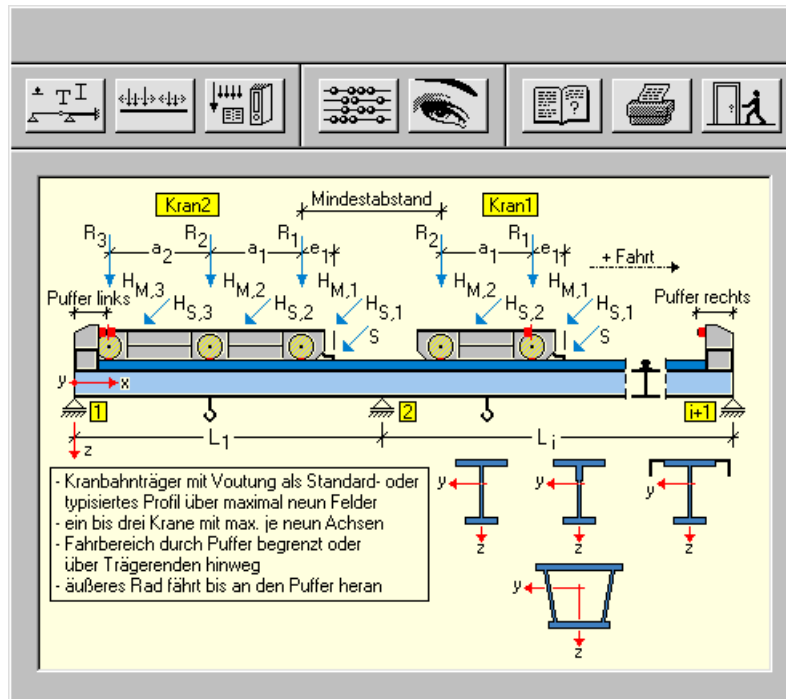 T
?
Kran2
Mindestabstand
Kran1
R3 R2 R1 R2 R1
a2 a1 e1 a1 e1
+ Fahrt
HM,3 HM,2 HM,1 HM,2 HM,1
Puffer links
Puffer rechts
HS,3 HS,2 HS,1 HS,2 HS,1
S S
y x
1 2 i+1
z
L1 Li
- Kranbahnträger mit Voutung als Standard- oder
typisiertes Profil über maximal neun Felder
- ein bis drei Krane mit max. je neun Achsen
- Fahrbereich durch Puffer begrenzt oder
über Trägerenden hinweg
- äußeres Rad fährt bis an den Puffer heran
y y y
z z z
y
z